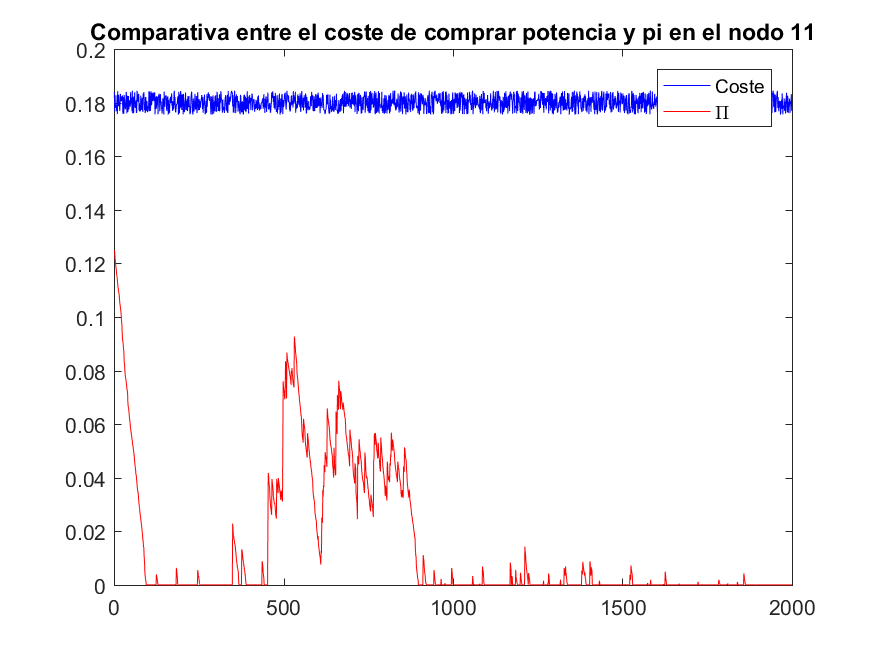 Comparativa entre el coste de comprar potencia y pi en el nodo 11
0.2
0.18
0.16
0.14
0.12
0.1
0.08
0.06
0.04
0.02
0
0 500 1000 1500 2000
Coste
Π